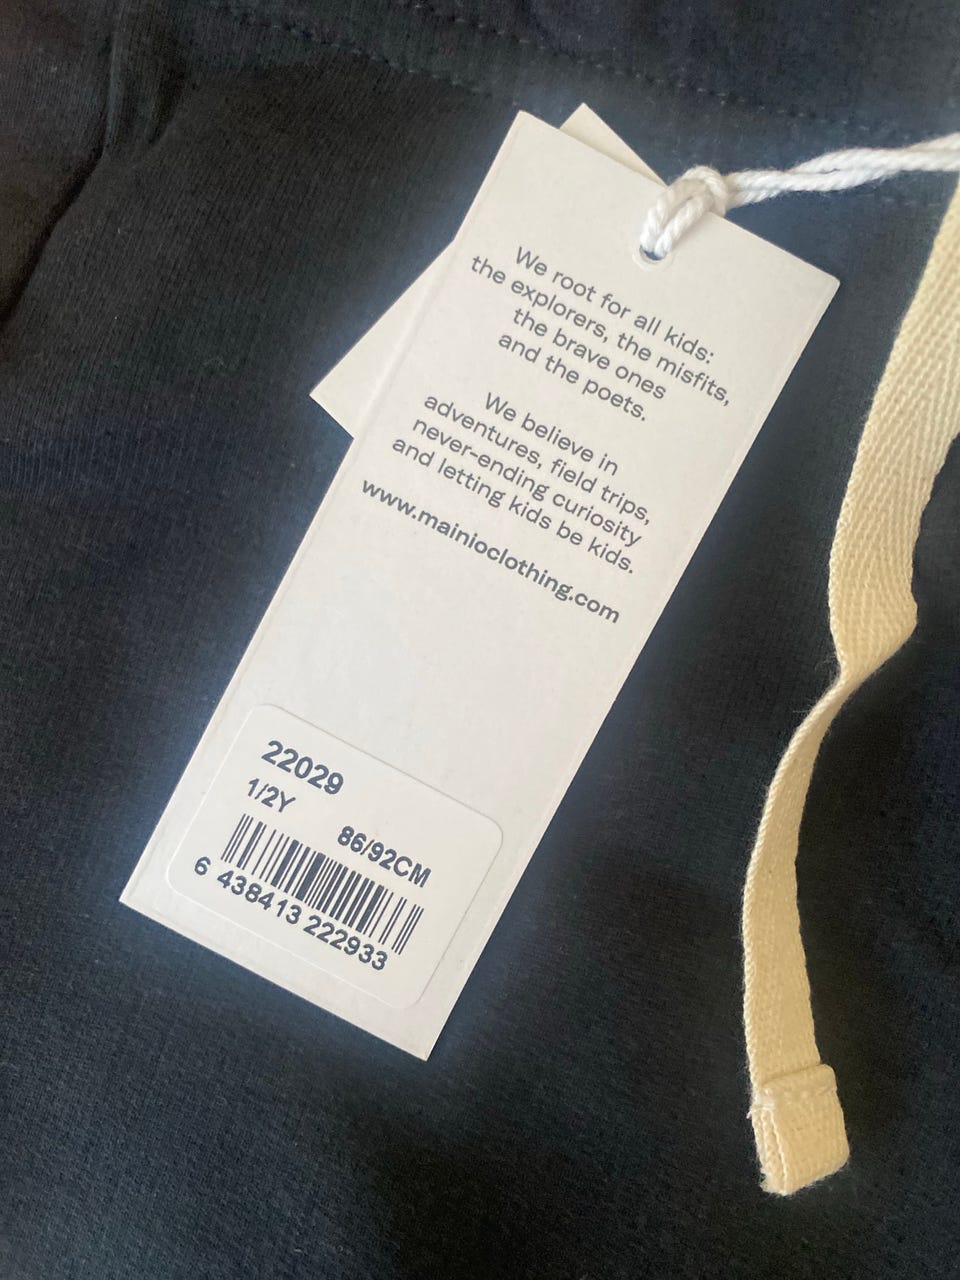 We root for all kids:
the explorers, the misfits,
the brave ones
and the poets.
We believe in
adventures, field trips,
never-ending curiosity
and letting kids be kids.
www.mainioclothing.com
22029
1/2Y
86/92CM
6 438413 222933